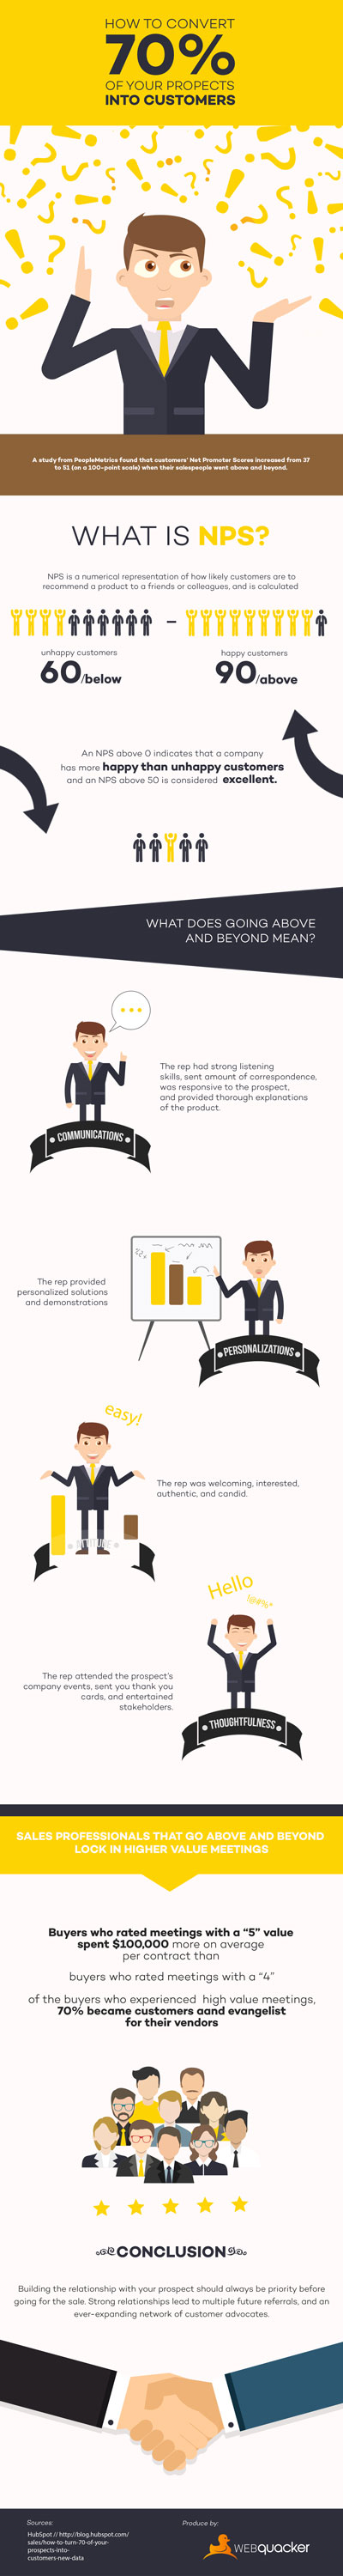 HOW TO CONVERT
70%
OF YOUR PROPECTS
INTO CUSTOMERS
A study from PeopleMetrics found that customers' Net Promoter Scores increased from 37
to 51 (on a 100-point scale) when their salespeople went above and beyond.
WHAT IS NPS?
NPS is a numerical representation of how likely customers are to
recommend a product to a friends or colleagues, and is calculated
–
unhappy customers
60/below
happy customers
90/above
An NPS above 0 indicates that a company
has more happy than unhappy customers
and an NPS above 50 is considered excellent.
WHAT DOES GOING ABOVE
AND BEYOND MEAN?
The rep had strong listening
skills, sent amount of correspondence,
was responsive to the prospect,
and provided thorough explanations
of the product.
COMMUNICATIONS
The rep provided
personalized solutions
and demonstrations
PERSONALIZATIONS
easy!
The rep was welcoming, interested,
authentic, and candid.
Hello
The rep attended the prospect's
company events, sent you thank you
cards, and entertained
stakeholders.
THOUGHTFULNESS
SALES PROFESSIONALS THAT GO ABOVE AND BEYOND
LOCK IN HIGHER VALUE MEETINGS
Buyers who rated meetings with a "5" value
spent $100,000 more on average
per contract than
buyers who rated meetings with a "4"
of the buyers who experienced high value meetings,
70% became customers aand evangelist
for their vendors
CONCLUSION
Building the relationship with your prospect should always be priority before
going for the sale. Strong relationships lead to multiple future referrals, and an
ever-expanding network of customer advocates.
Sources:
HubSpot // http://blog.hubspot.com/
sales/how-to-turn-70-of-your-
prospects-into-
customers-new-data
Produce by:
WEBquacker